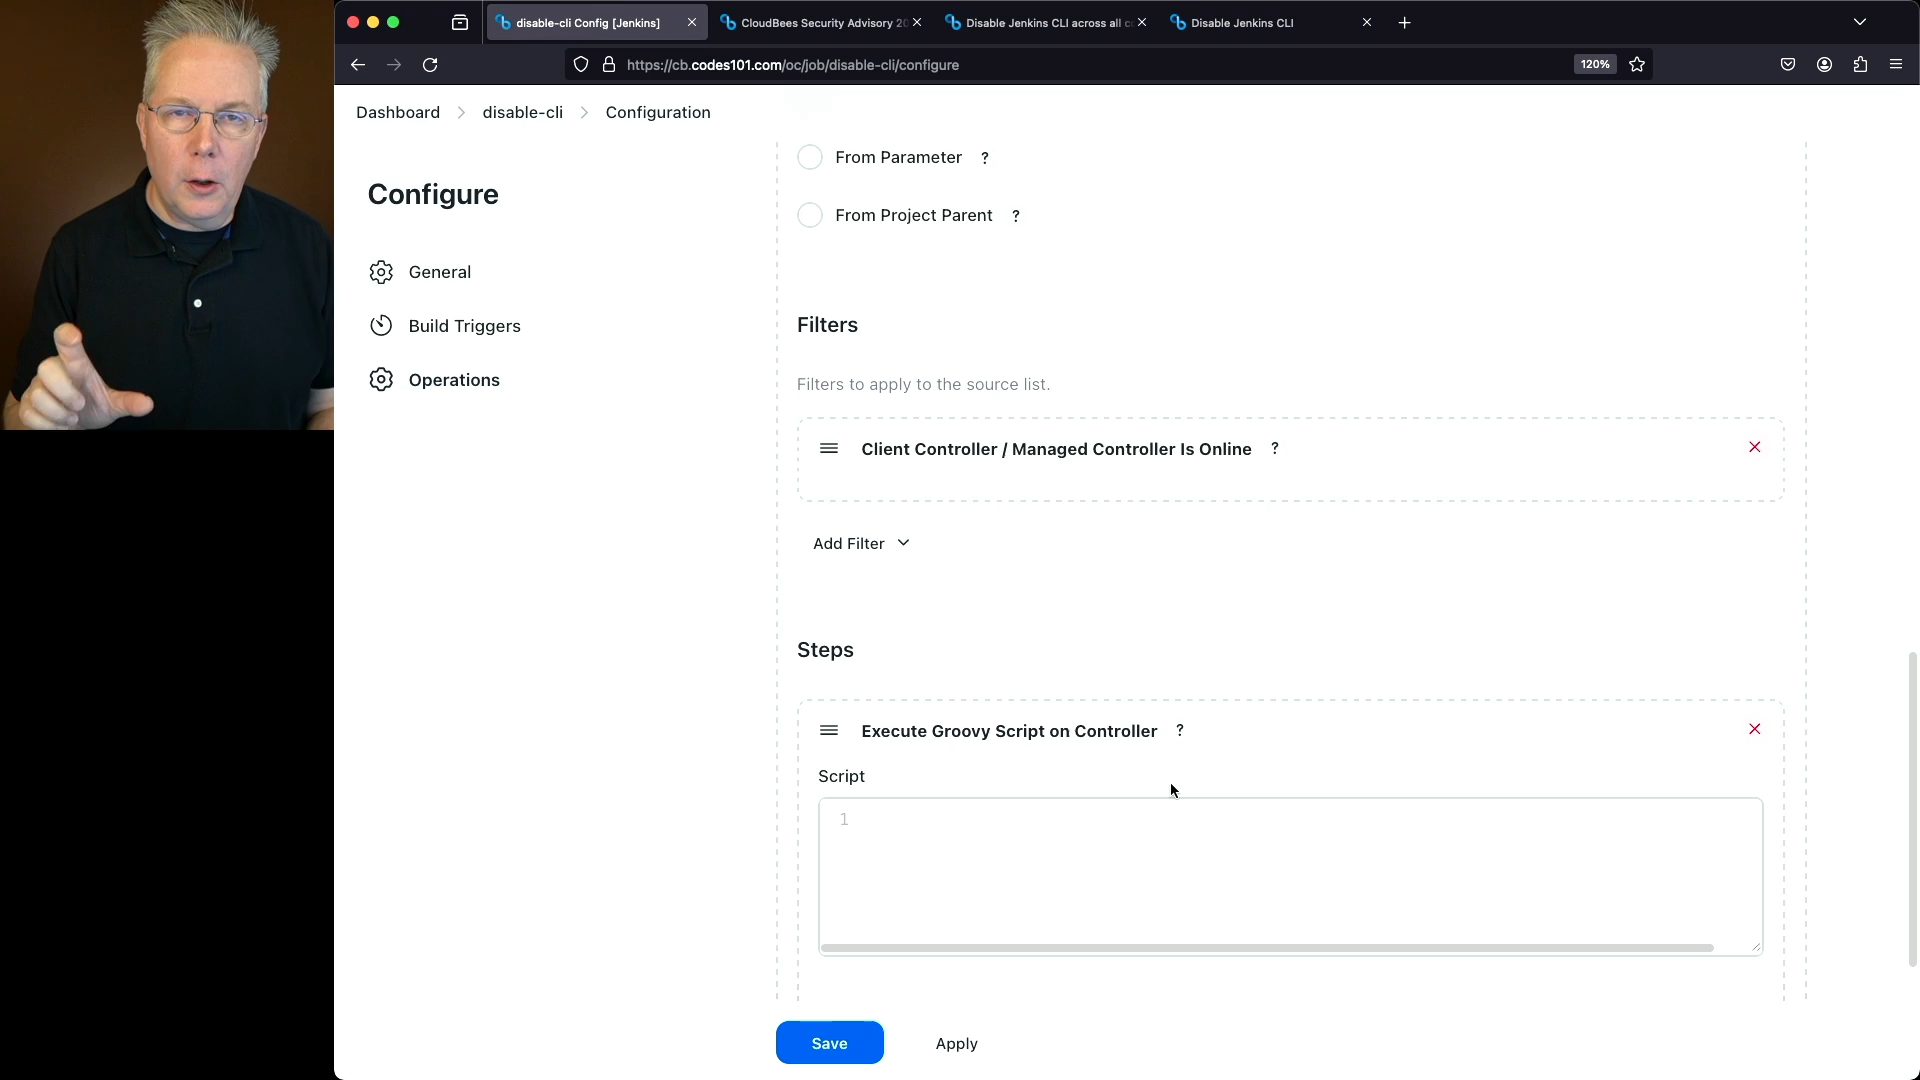 disable-cli Config [Jenkins]
CloudBees Security Advisory 20
Disable Jenkins CLI across all c
Disable Jenkins CLI
https://cb.codes101.com/oc/job/disable-cli/configure
120%
Dashboard > disable-cli > Configuration
Configure
General
Build Triggers
Operations
From Parameter ?
From Project Parent ?
Filters
Filters to apply to the source list.
Client Controller / Managed Controller Is Online ?
Add Filter
Steps
Execute Groovy Script on Controller ?
Script
1
Save
Apply